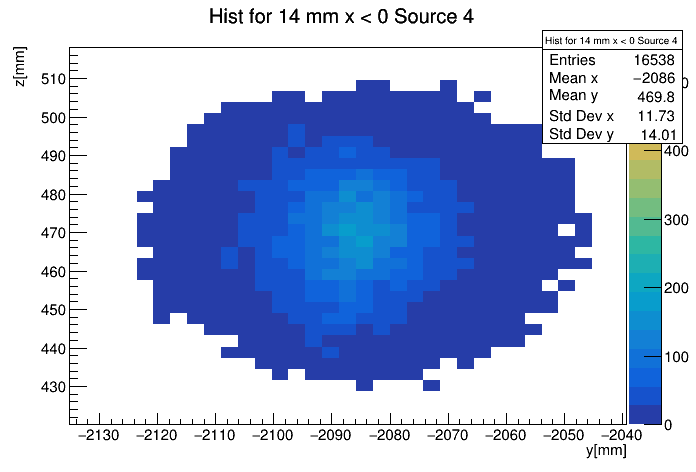 Hist for 14 mm x < 0 Source 4
z[mm]
Hist for 14 mm x < 0 Source 4
Entries 16538
Mean x −2086
Mean y 469.8
Std Dev x 11.73
Std Dev y 14.01
510
500
490
480
470
460
450
440
430
0
400
300
200
100
0
−2130 −2120 −2110 −2100 −2090 −2080 −2070 −2060 −2050 −2040
y[mm]